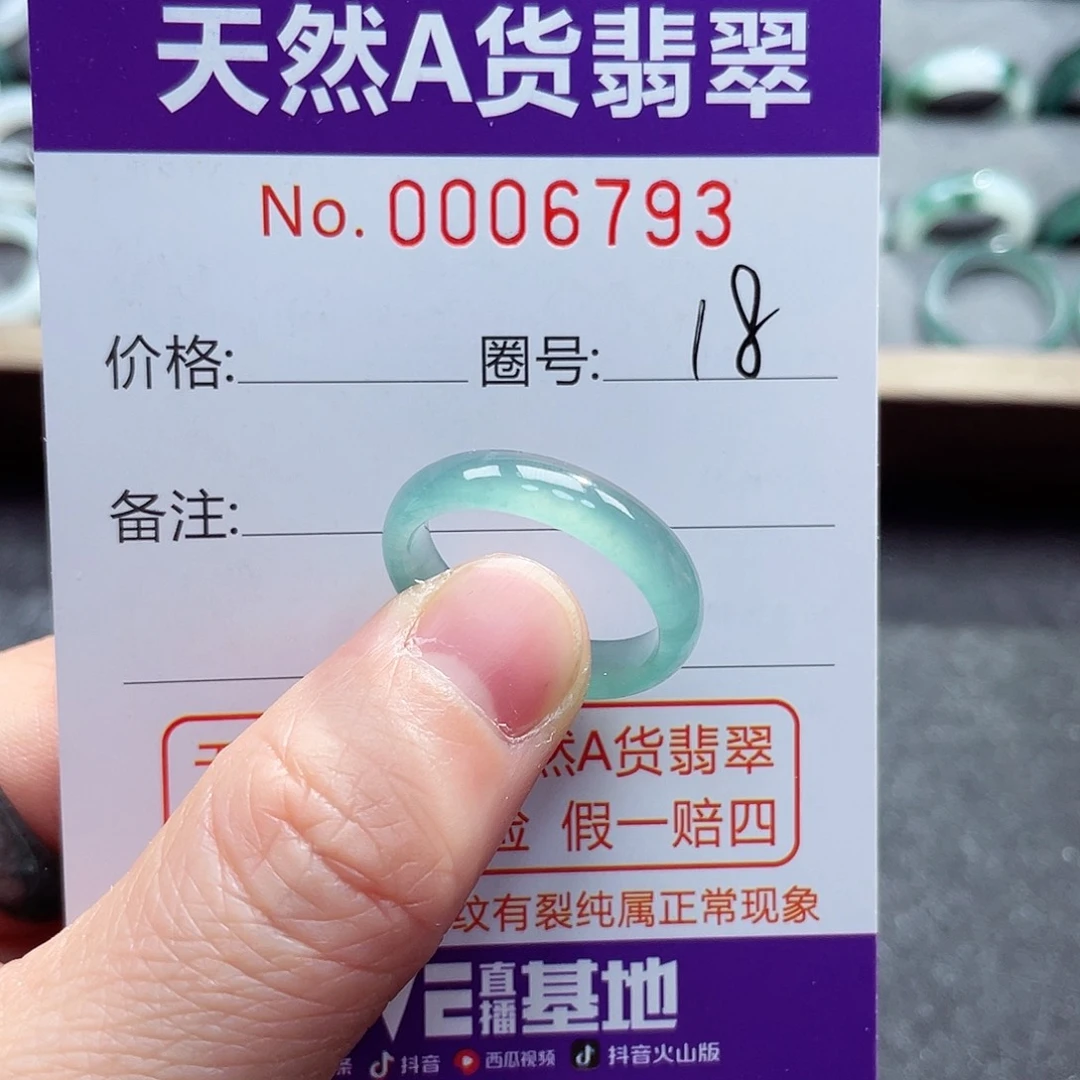 天然A货翡翠
No. 0006793
价格: 圈号: 18
备注:
然A货翡翠
假一赔四
纹有裂纯属正常现象
直播基地
抖音 西瓜视频 抖音火山版